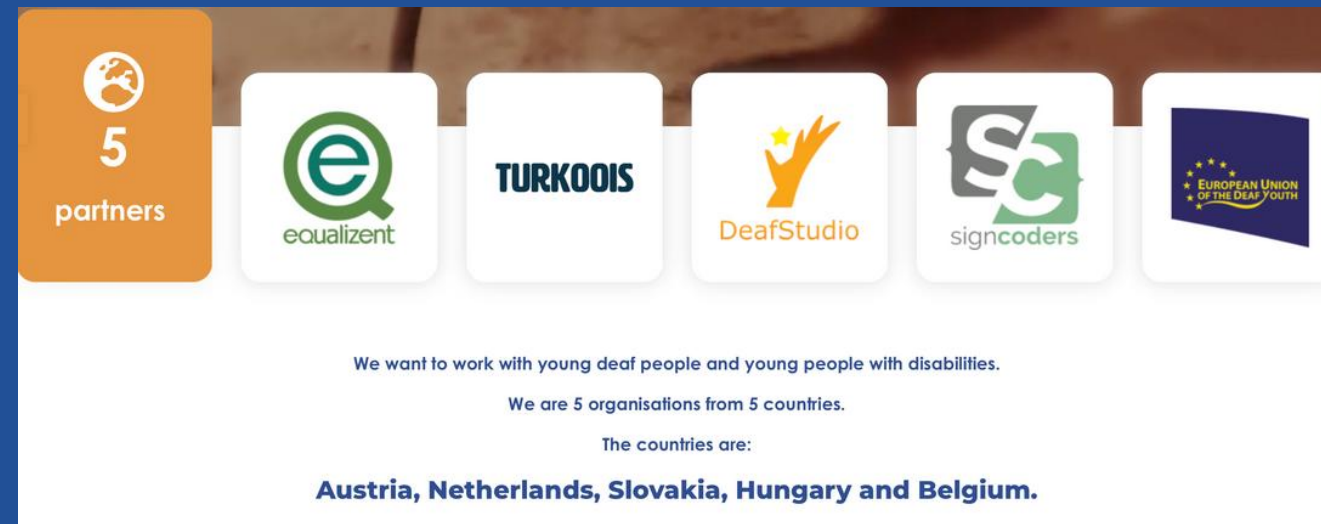 5
partners
equalizent
TURKOOIS
DeafStudio
signcoders
EUROPEAN UNION
OF THE DEAF YOUTH
We want to work with young deaf people and young people with disabilities.
We are 5 organisations from 5 countries.
The countries are:
Austria, Netherlands, Slovakia, Hungary and Belgium.